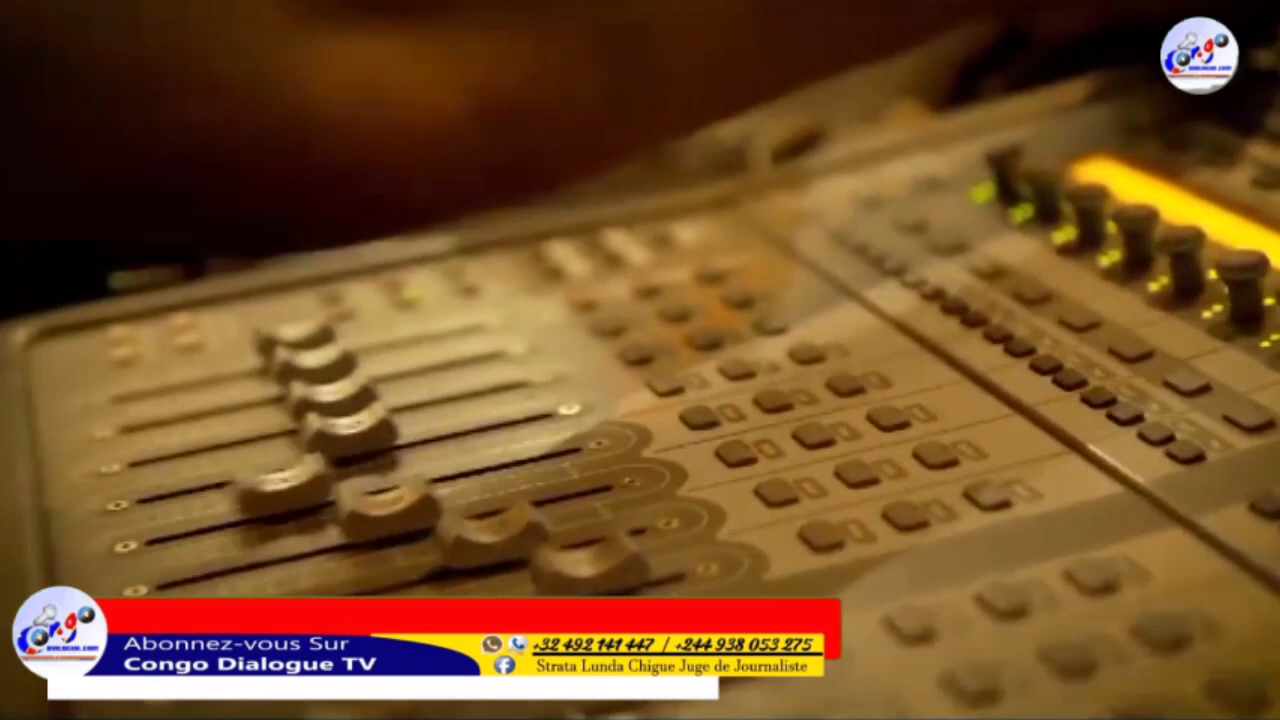 Abonnez-vous Sur
Congo Dialogue TV
+32 492 141 447 / +244 938 053 275
Strata Lunda Chigue Juge de Journaliste